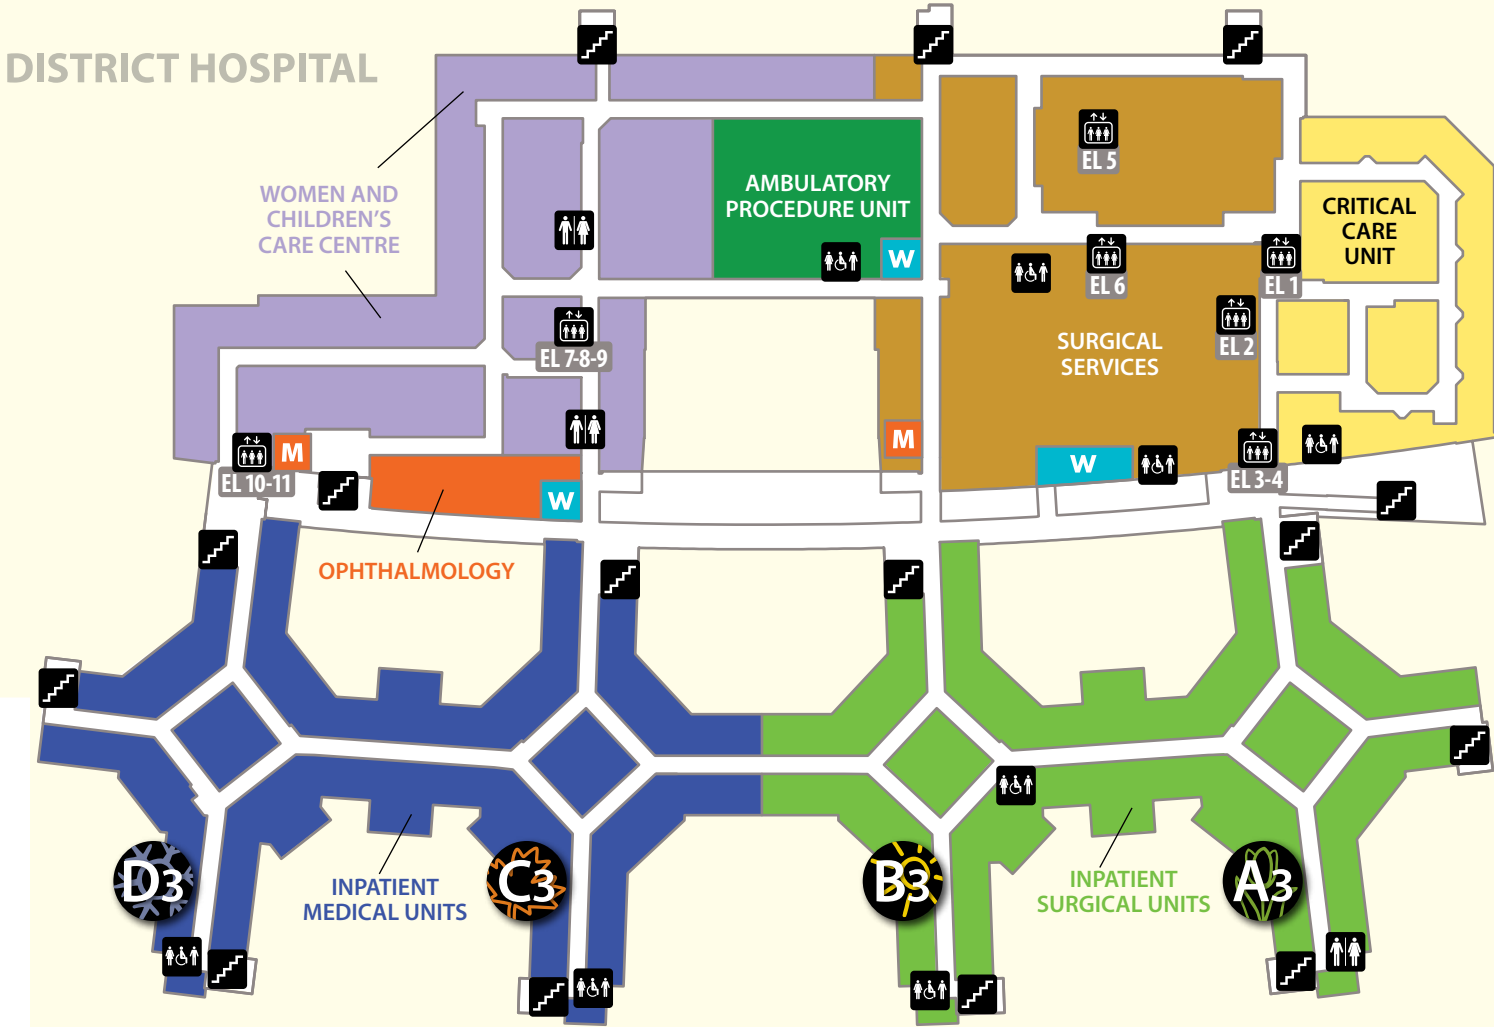 DISTRICT HOSPITAL
EL 5
WOMEN AND
CHILDREN'S
CARE CENTRE
AMBULATORY
PROCEDURE UNIT
CRITICAL
CARE
UNIT
W
EL 6
EL 1
SURGICAL
SERVICES
EL 2
EL 7-8-9
M
M
W
EL 10-11
EL 3-4
W
OPHTHALMOLOGY
D3
C3
B3
A3
INPATIENT
MEDICAL UNITS
INPATIENT
SURGICAL UNITS